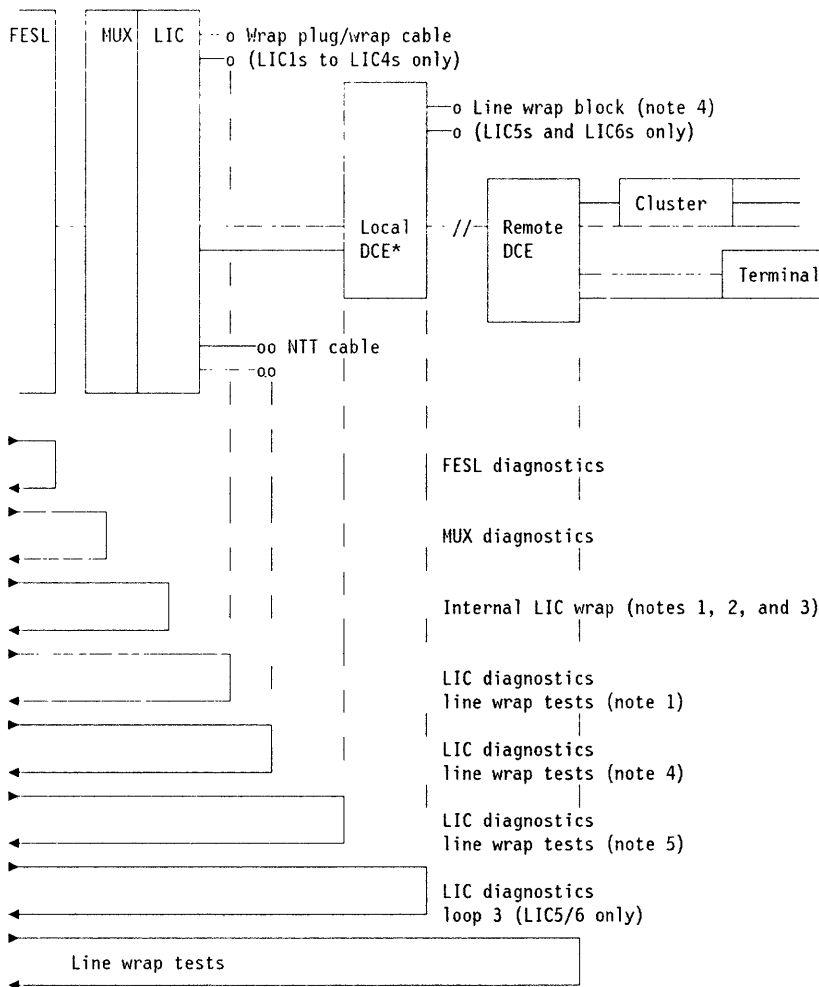 FESL MUX LIC o Wrap plug/wrap cable
o (LIC1s to LIC4s only)
o Line wrap block (note 4)
o (LIC5s and LIC6s only)
Cluster
Local // Remote
DCE* DCE
Terminal
oo NTT cable
oo
FESL diagnostics
MUX diagnostics
Internal LIC wrap (notes 1, 2, and 3)
LIC diagnostics
line wrap tests (note 1)
LIC diagnostics
line wrap tests (note 4)
LIC diagnostics
line wrap tests (note 5)
LIC diagnostics
loop 3 (LIC5/6 only)
Line wrap tests